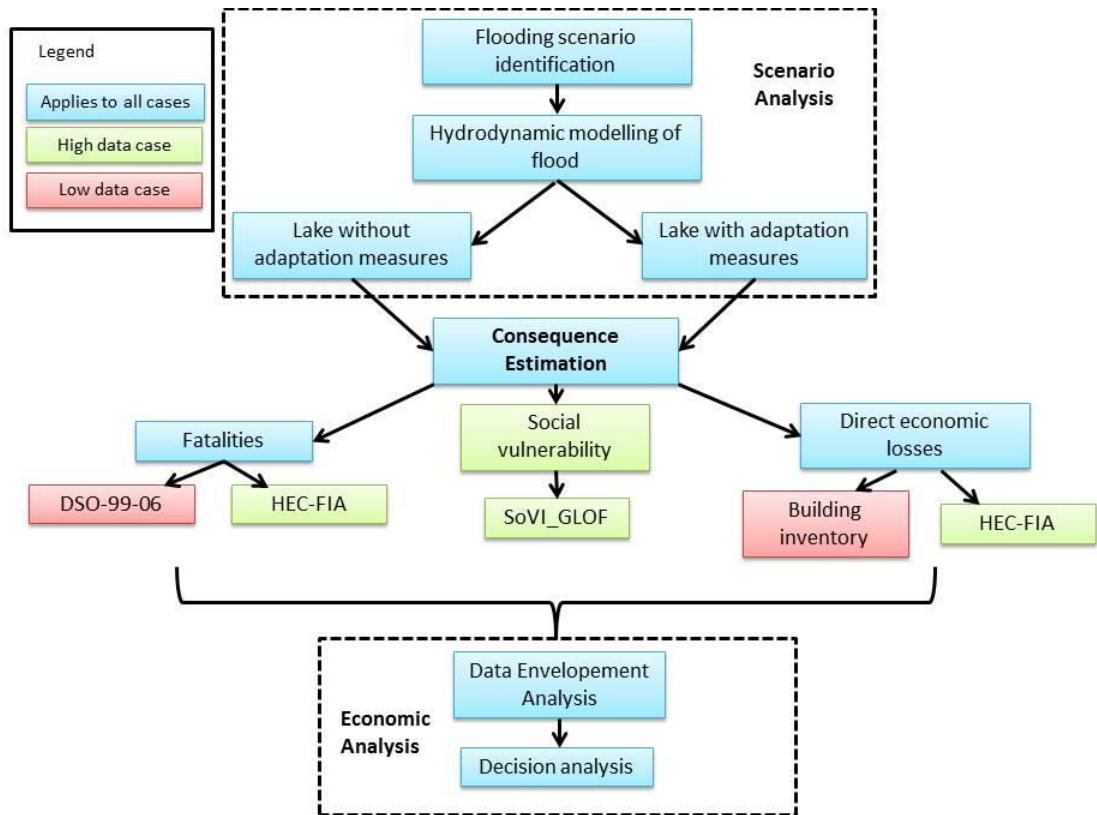 Legend
Applies to all cases
High data case
Low data case
Flooding scenario
identification
Scenario
Analysis
Hydrodynamic modelling of
flood
Lake without
adaptation measures
Lake with adaptation
measures
Consequence
Estimation
Fatalities
Social
vulnerability
Direct economic
losses
DSO-99-06
HEC-FIA
SoVI_GLOF
Building
inventory
HEC-FIA
Data Envelopement
Analysis
Economic
Analysis
Decision analysis